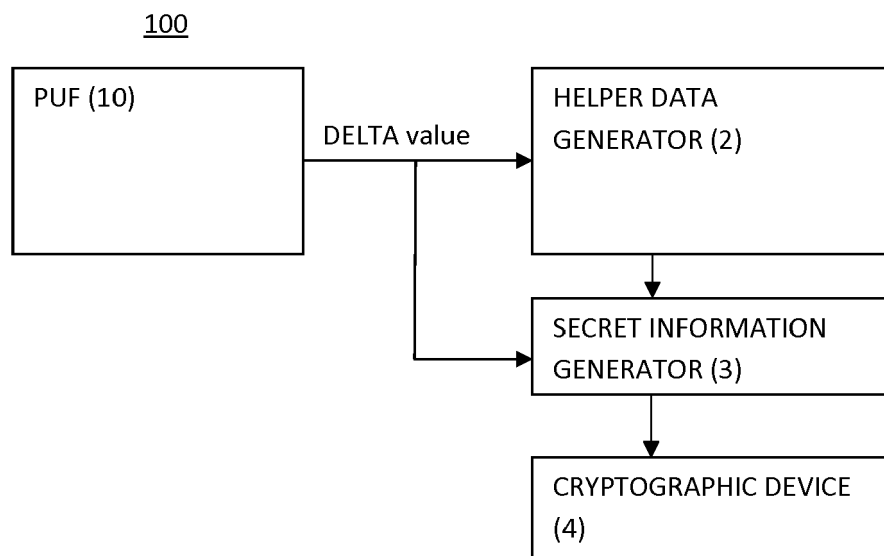 100
PUF (10)
DELTA value
HELPER DATA
GENERATOR (2)
SECRET INFORMATION
GENERATOR (3)
CRYPTOGRAPHIC DEVICE
(4)